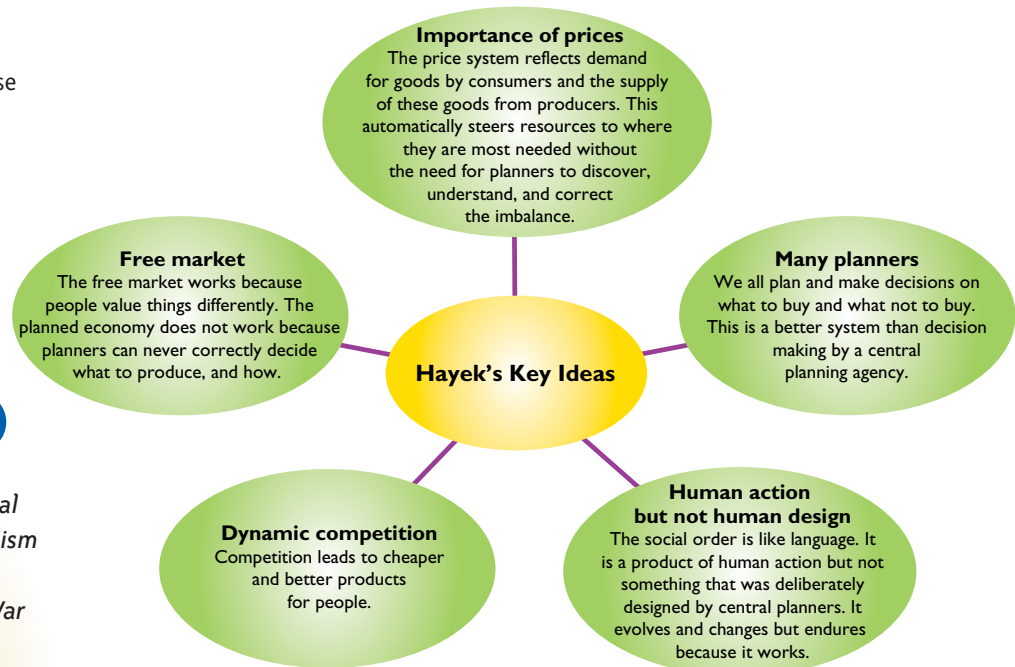 se
Importance of prices
The price system reflects demand
for goods by consumers and the supply
of these goods from producers. This
automatically steers resources to where
they are most needed without
the need for planners to discover,
understand, and correct
the imbalance.
Free market
The free market works because
people value things differently. The
planned economy does not work because
planners can never correctly decide
what to produce, and how.
Many planners
We all plan and make decisions on
what to buy and what not to buy.
This is a better system than decision
making by a central
planning agency.
Hayek's Key Ideas
Dynamic competition
Competition leads to cheaper
and better products
for people.
Human action
but not human design
The social order is like language. It
is a product of human action but not
something that was deliberately
designed by central planners. It
evolves and changes but endures
because it works.
al
ism